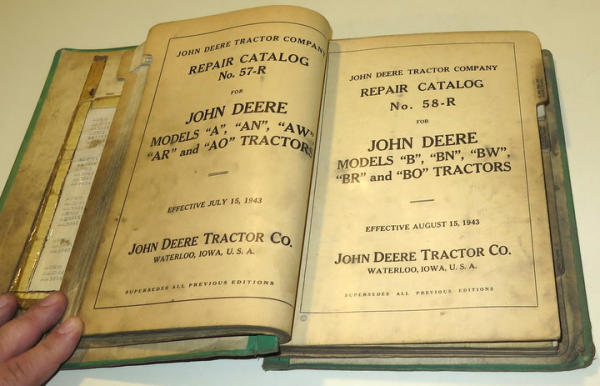 JOHN DEERE TRACTOR COMPANY
REPAIR CATALOG
No. 57-R
FOR
JOHN DEERE
MODELS "A", "AN", "AW"
"AR" and "AO" TRACTORS
EFFECTIVE JULY 15, 1943
JOHN DEERE TRACTOR CO.
WATERLOO, IOWA, U. S. A.
SUPERSEDES ALL PREVIOUS EDITIONS
JOHN DEERE TRACTOR COMPANY
REPAIR CATALOG
No. 58-R
FOR
JOHN DEERE
MODELS "B", "BN", "BW",
"BR" and "BO" TRACTORS
EFFECTIVE AUGUST 15, 1943
JOHN DEERE TRACTOR CO.
WATERLOO, IOWA, U. S. A.
SUPERSEDES ALL PREVIOUS EDITIONS